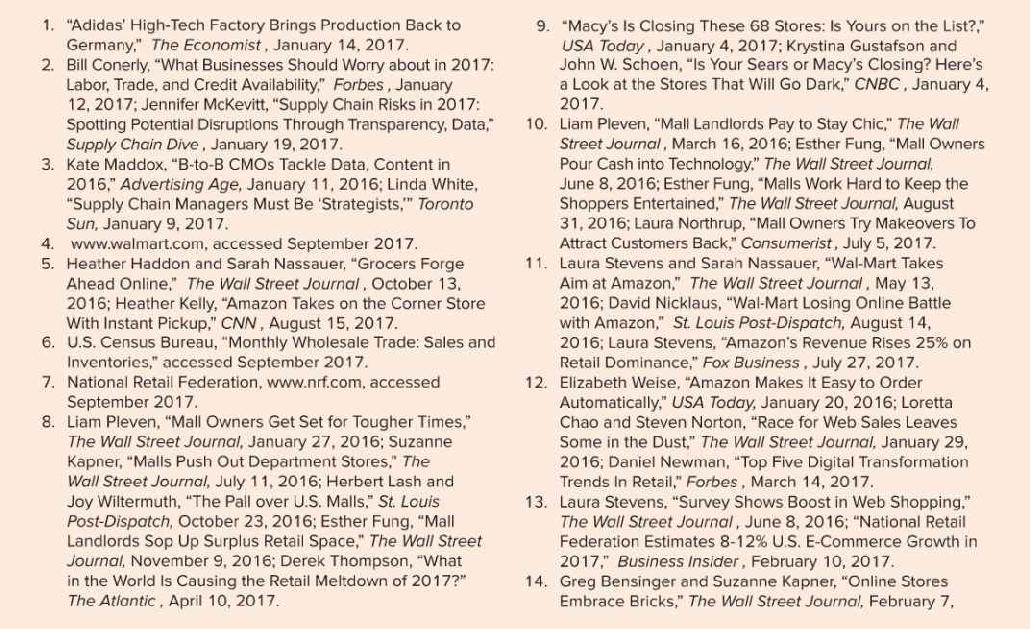 1. “Adidas’ High-Tech Factory Brings Production Back to
Germany,” The Economist , January 14, 2017.
2. Bill Conerly, “What Businesses Should Worry about in 2017:
Labor, Trade, and Credit Availability,” Forbes , January
12, 2017; Jennifer McKevitt, “Supply Chain Risks in 2017:
Spotting Potential Disruptions Through Transparency, Data,”
Supply Chain Dive , January 19, 2017.
3. Kate Maddox, “B-to-B CMOs Tackle Data, Content in
2016,” Advertising Age, January 11, 2016; Linda White,
“Supply Chain Managers Must Be ‘Strategists,’” Toronto
Sun, January 9, 2017.
4. www.walmart.com, accessed September 2017.
5. Heather Haddon and Sarah Nassauer, “Grocers Forge
Ahead Online,” The Wall Street Journal , October 13,
2016; Heather Kelly, “Amazon Takes on the Corner Store
With Instant Pickup,” CNN , August 15, 2017.
6. U.S. Census Bureau, “Monthly Wholesale Trade: Sales and
Inventories,” accessed September 2017.
7. National Retail Federation, www.nrf.com, accessed
September 2017.
8. Liam Pleven, “Mall Owners Get Set for Tougher Times,”
The Wall Street Journal, January 27, 2016; Suzanne
Kapner, “Malls Push Out Department Stores,” The
Wall Street Journal, July 11, 2016; Herbert Lash and
Joy Wiltermuth, “The Pall over U.S. Malls,” St. Louis
Post-Dispatch, October 23, 2016; Esther Fung, “Mall
Landlords Sop Up Surplus Retail Space,” The Wall Street
Journal, November 9, 2016; Derek Thompson, “What
in the World Is Causing the Retail Meltdown of 2017?”
The Atlantic , April 10, 2017.
9. “Macy’s Is Closing These 68 Stores: Is Yours on the List?,”
USA Today , January 4, 2017; Krystina Gustafson and
John W. Schoen, “Is Your Sears or Macy’s Closing? Here’s
a Look at the Stores That Will Go Dark,” CNBC , January 4,
2017.
10. Liam Pleven, “Mall Landlords Pay to Stay Chic,” The Wall
Street Journal, March 16, 2016; Esther Fung, “Mall Owners
Pour Cash into Technology,” The Wall Street Journal,
June 8, 2016; Esther Fung, “Malls Work Hard to Keep the
Shoppers Entertained,” The Wall Street Journal, August
31, 2016; Laura Northrup, “Mall Owners Try Makeovers To
Attract Customers Back,” Consumerist, July 5, 2017.
11. Laura Stevens and Sarah Nassauer, “Wal-Mart Takes
Aim at Amazon,” The Wall Street Journal , May 13,
2016; David Nicklaus, “Wal-Mart Losing Online Battle
with Amazon,” St. Louis Post-Dispatch, August 14,
2016; Laura Stevens, “Amazon’s Revenue Rises 25% on
Retail Dominance,” Fox Business , July 27, 2017.
12. Elizabeth Weise, “Amazon Makes It Easy to Order
Automatically,” USA Today, January 20, 2016; Loretta
Chao and Steven Norton, “Race for Web Sales Leaves
Some in the Dust,” The Wall Street Journal, January 29,
2016; Daniel Newman, “Top Five Digital Transformation
Trends In Retail,” Forbes , March 14, 2017.
13. Laura Stevens, “Survey Shows Boost in Web Shopping,”
The Wall Street Journal, June 8, 2016; “National Retail
Federation Estimates 8-12% U.S. E-Commerce Growth in
2017,” Business Insider , February 10, 2017.
14. Greg Bensinger and Suzanne Kapner, “Online Stores
Embrace Bricks,” The Wall Street Journal, February 7,